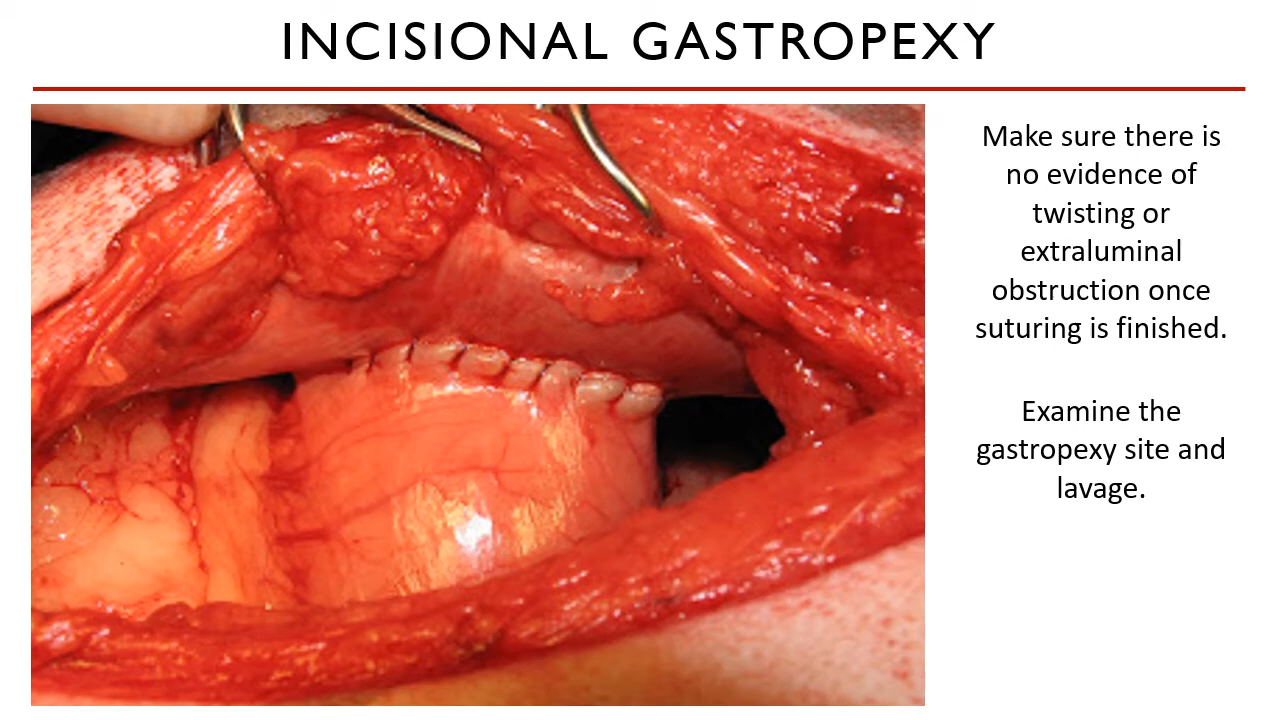 INCISIONAL GASTROPEXY
Make sure there is
no evidence of
twisting or
extraluminal
obstruction once
suturing is finished.
Examine the
gastropexy site and
lavage.